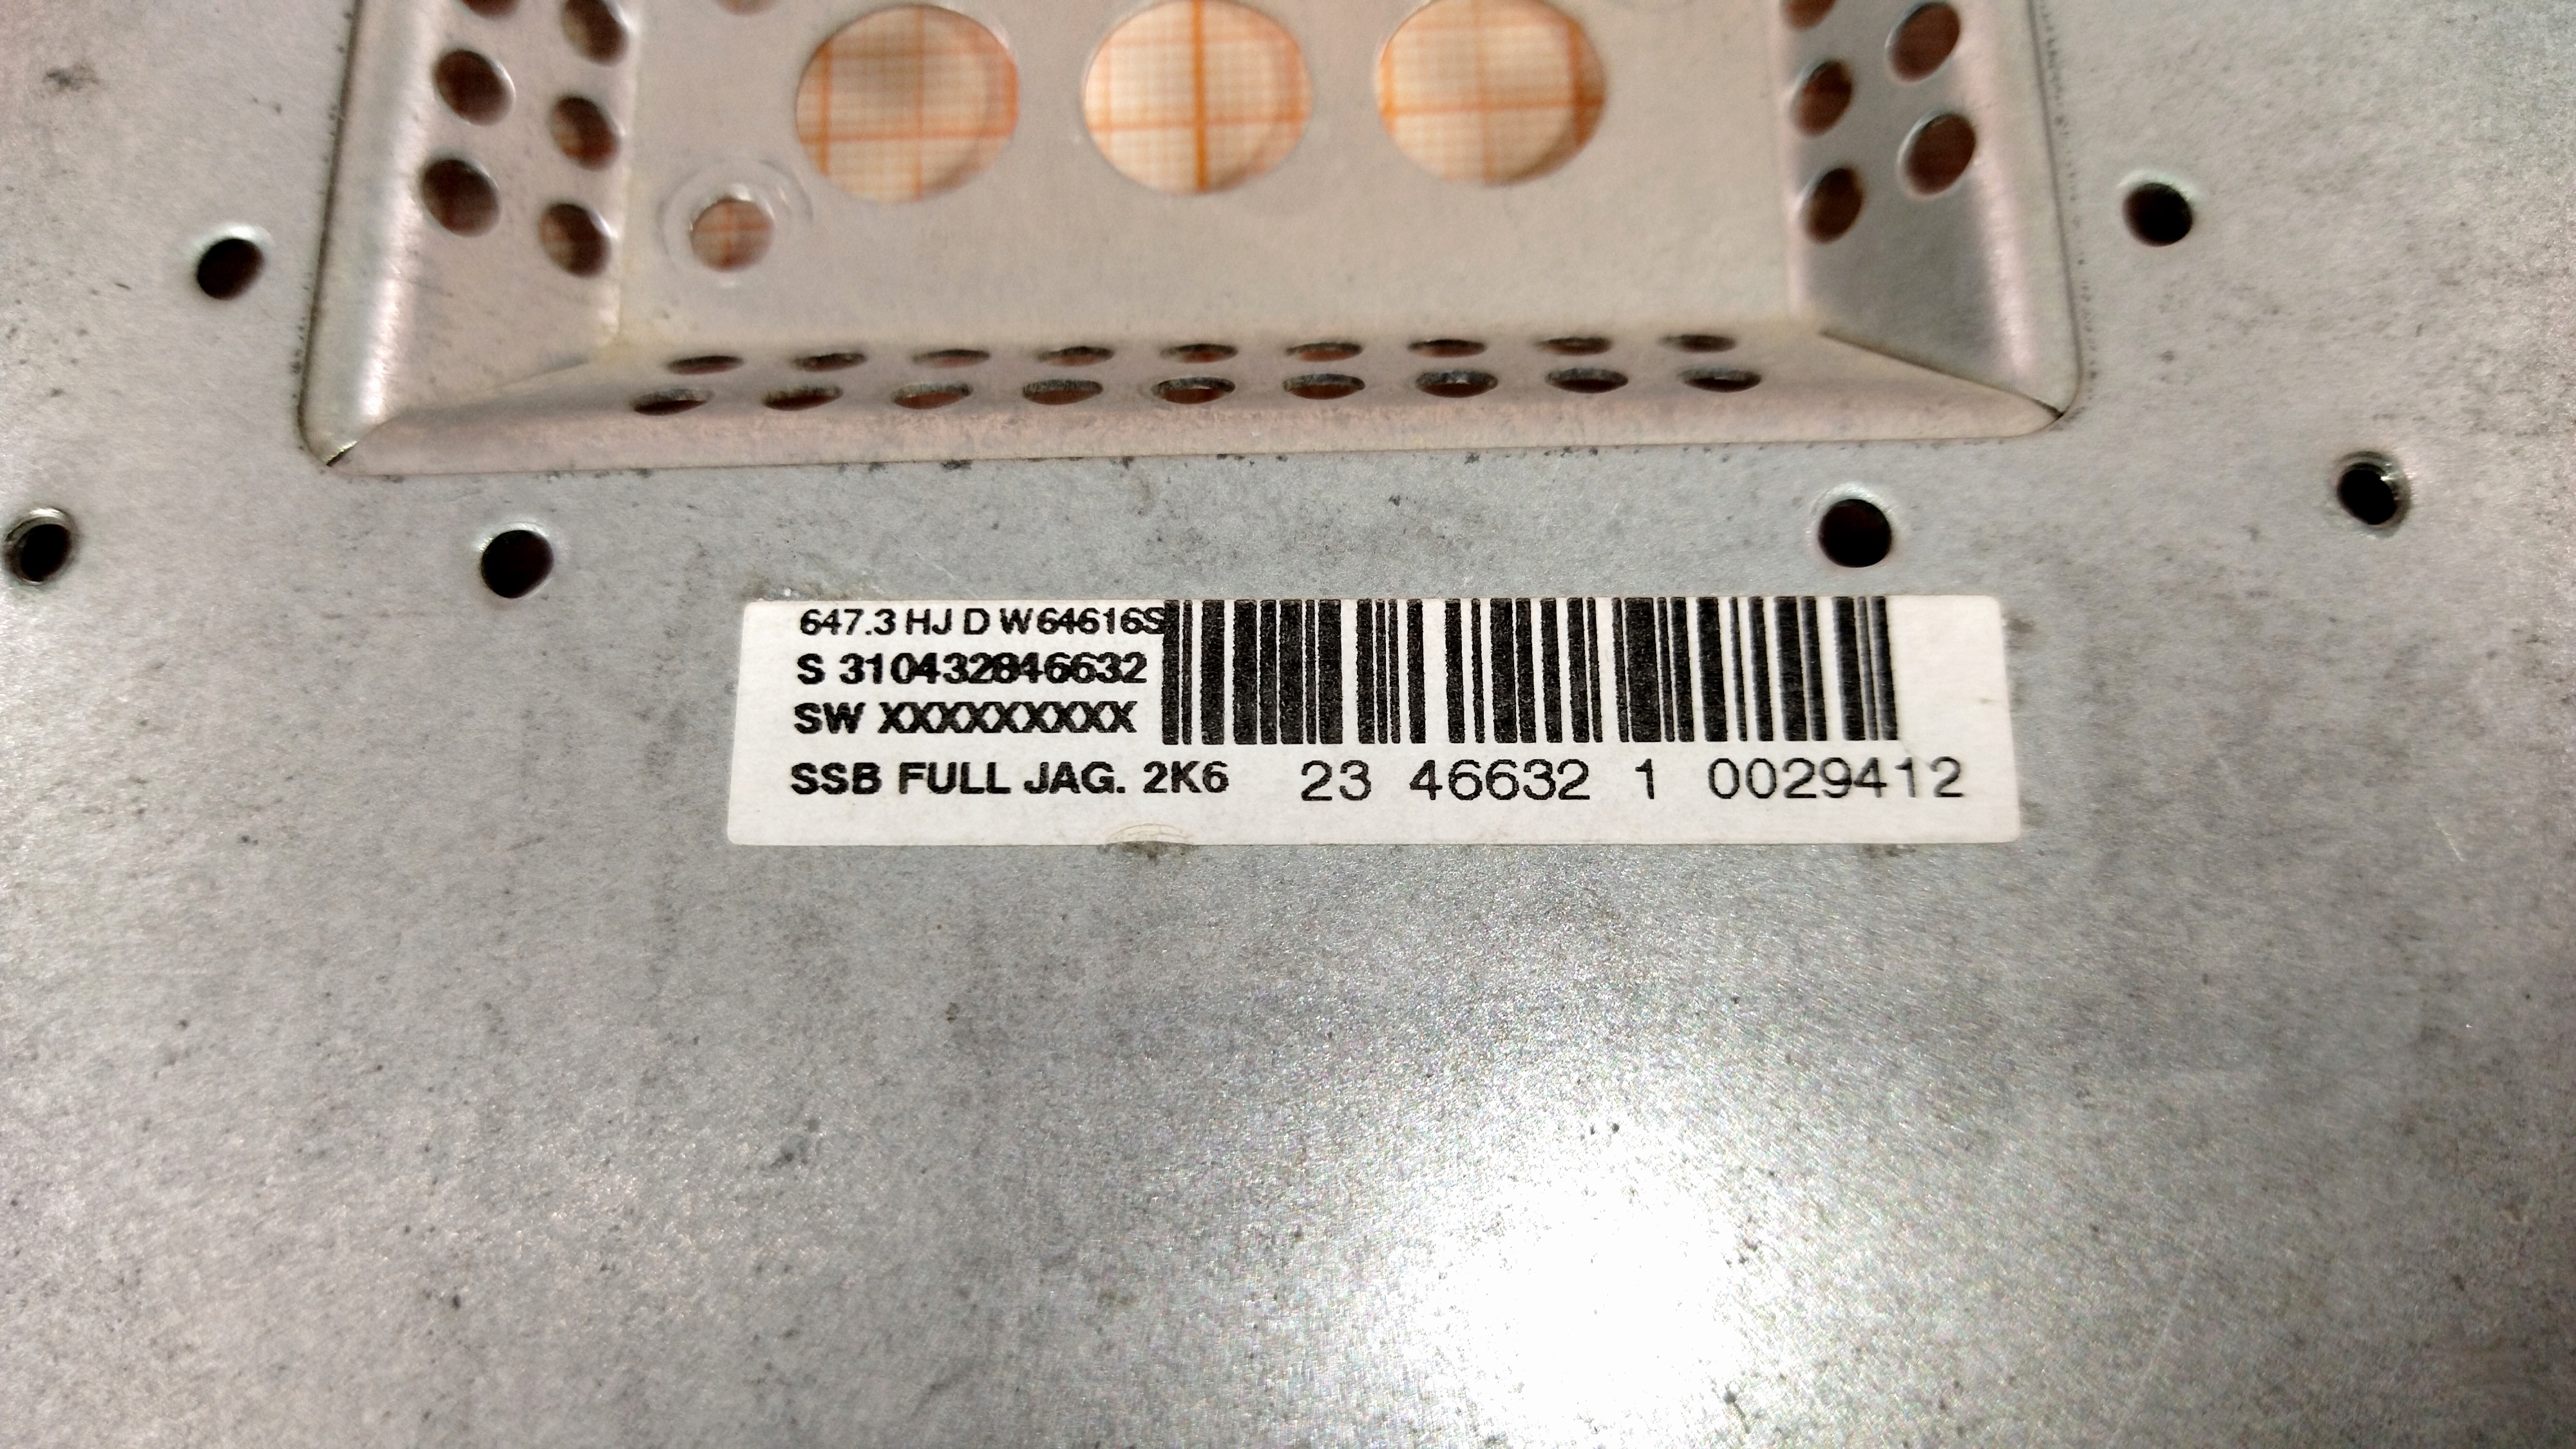 647.3 HJ D W64616S
S 310432846632
SW XXXXXXXXXX
SSB FULL JAG. 2K6 23 46632 1 0029412